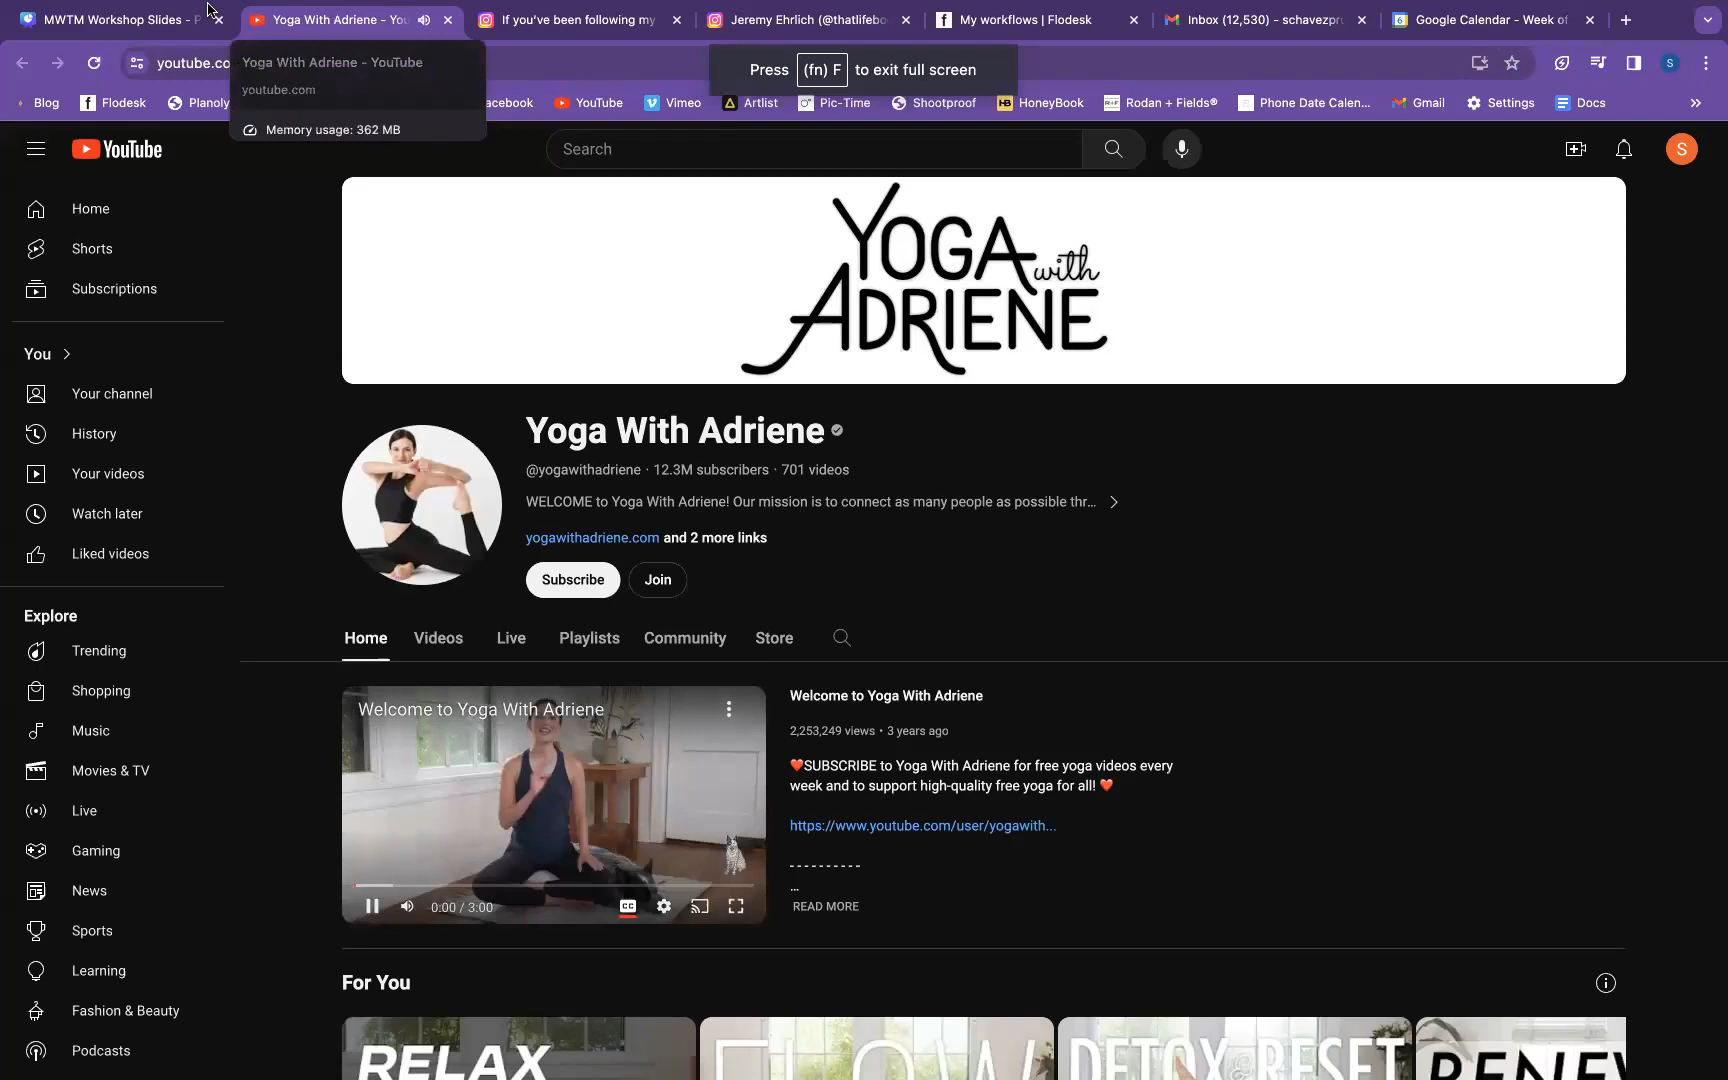 MWTM Workshop Slides - P
Yoga With Adriene - You
If you've been following my
Jeremy Ehrlich (@thatlifebo
My workflows | Flodesk
Inbox (12,530) - schavezpr
Google Calendar - Week of
youtube.co
Yoga With Adriene - YouTube
youtube.com
Memory usage: 362 MB
Press (fn) F to exit full screen
S
Blog
Flodesk
Planoly
acebook
YouTube
Vimeo
Artlist
Pic-Time
Shootproof
HoneyBook
Rodan + Fields®
Phone Date Calen...
Gmail
Settings
Docs
YouTube
Search
S
Home
Shorts
Subscriptions
You
Your channel
History
Your videos
Watch later
Liked videos
Explore
Trending
Shopping
Music
Movies & TV
Live
Gaming
News
Sports
Learning
Fashion & Beauty
Podcasts
YOGA with
ADRIENE
Yoga With Adriene
@yogawithadriene · 12.3M subscribers · 701 videos
WELCOME to Yoga With Adriene! Our mission is to connect as many people as possible thr...
yogawithadriene.com and 2 more links
Subscribe
Join
Home
Videos
Live
Playlists
Community
Store
Welcome to Yoga With Adriene
0:00 / 3:00
CC
Welcome to Yoga With Adriene
2,253,249 views • 3 years ago
❤️SUBSCRIBE to Yoga With Adriene for free yoga videos every
week and to support high-quality free yoga for all! ❤️
https://www.youtube.com/user/yogawith...
- - - - - - - - - -
...
READ MORE
For You
RELAX
FLOW
DETOX RESET
RENEW